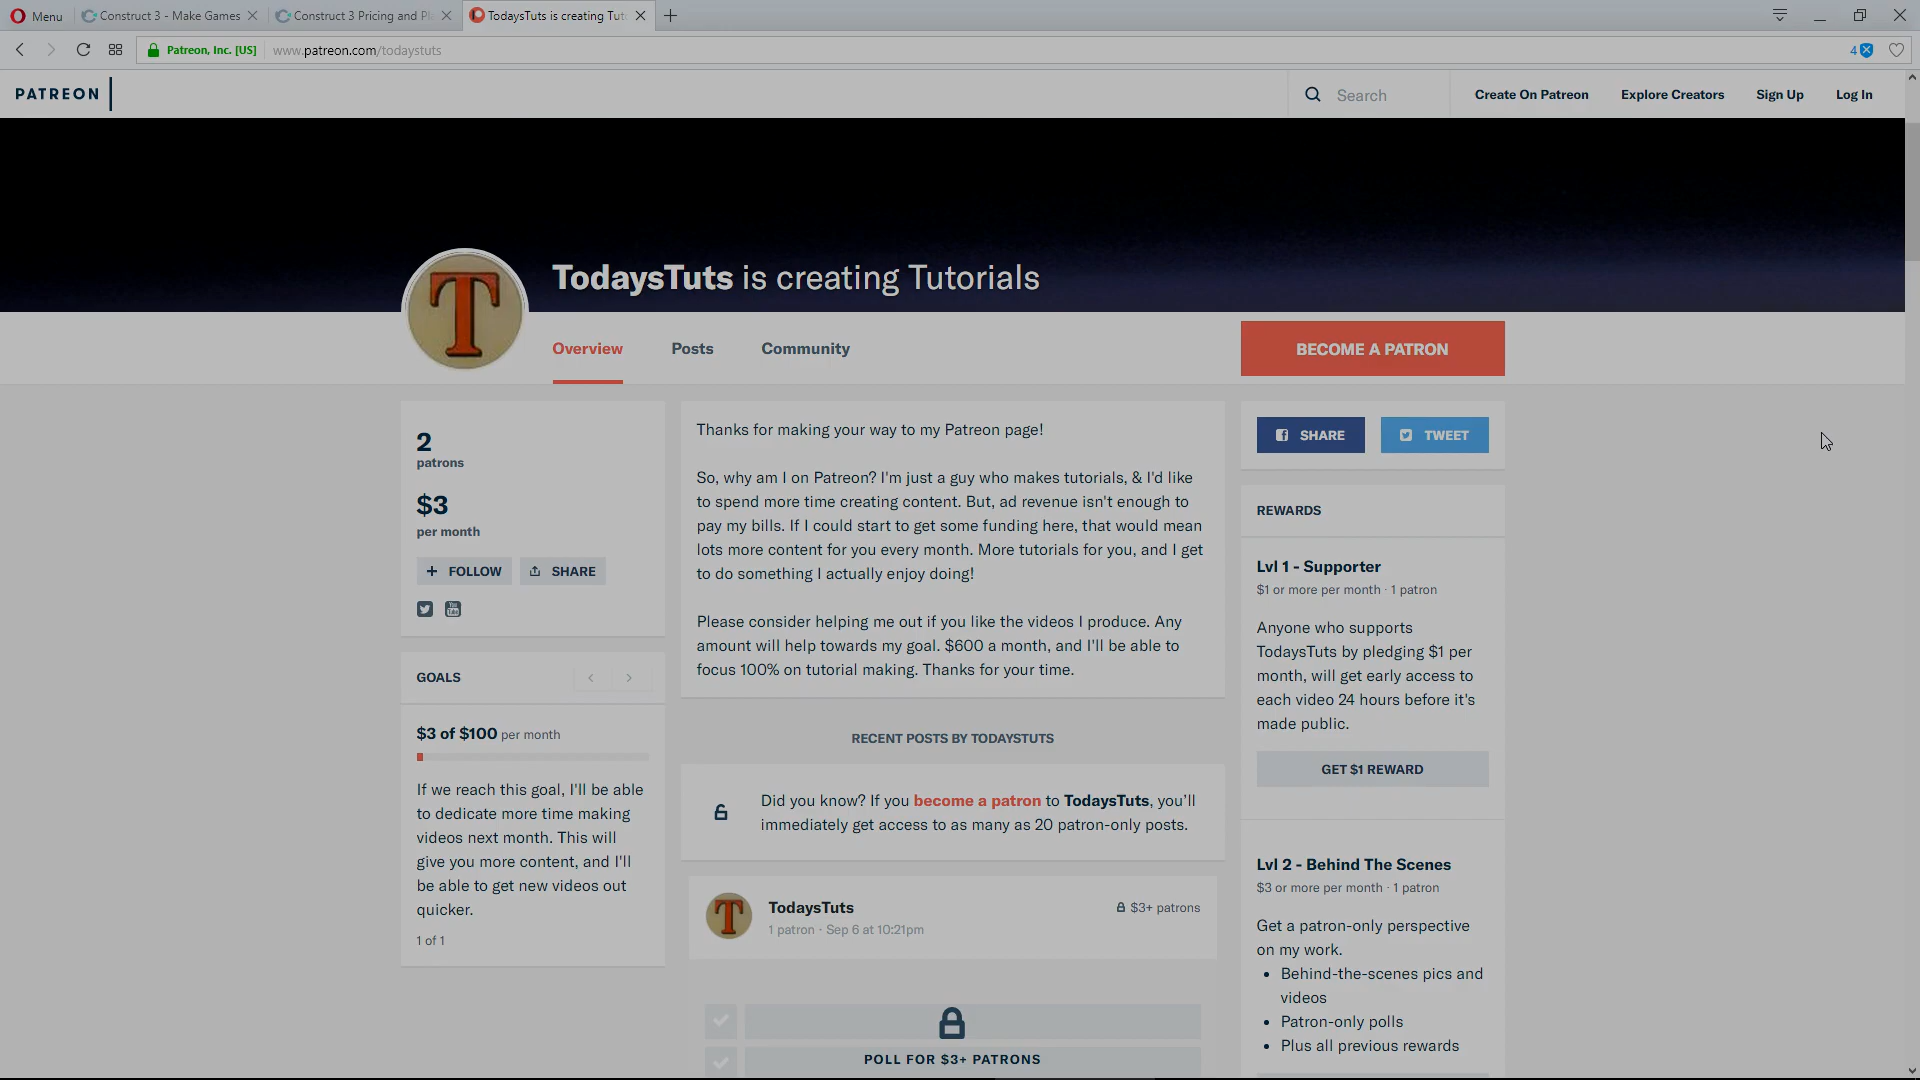 Menu
Construct 3 - Make Games
Construct 3 Pricing and Pl
TodaysTuts is creating Tut
Patreon, Inc. [US]
www.patreon.com/todaystuts
4
PATREON
Search
Create On Patreon
Explore Creators
Sign Up
Log In
TodaysTuts is creating Tutorials
T
Overview
Posts
Community
BECOME A PATRON
2
patrons
$3
per month
+ FOLLOW
SHARE
GOALS
$3 of $100 per month
If we reach this goal, I'll be able
to dedicate more time making
videos next month. This will
give you more content, and I'll
be able to get new videos out
quicker.
1 of 1
Thanks for making your way to my Patreon page!
So, why am I on Patreon? I'm just a guy who makes tutorials, & I'd like
to spend more time creating content. But, ad revenue isn't enough to
pay my bills. If I could start to get some funding here, that would mean
lots more content for you every month. More tutorials for you, and I get
to do something I actually enjoy doing!
Please consider helping me out if you like the videos I produce. Any
amount will help towards my goal. $600 a month, and I'll be able to
focus 100% on tutorial making. Thanks for your time.
RECENT POSTS BY TODAYSTUTS
Did you know? If you become a patron to TodaysTuts, you'll
immediately get access to as many as 20 patron-only posts.
T
TodaysTuts
1 patron · Sep 6 at 10:21pm
$3+ patrons
POLL FOR $3+ PATRONS
SHARE
TWEET
REWARDS
Lvl 1 - Supporter
$1 or more per month · 1 patron
Anyone who supports
TodaysTuts by pledging $1 per
month, will get early access to
each video 24 hours before it's
made public.
GET $1 REWARD
Lvl 2 - Behind The Scenes
$3 or more per month · 1 patron
Get a patron-only perspective
on my work.
• Behind-the-scenes pics and
videos
• Patron-only polls
• Plus all previous rewards